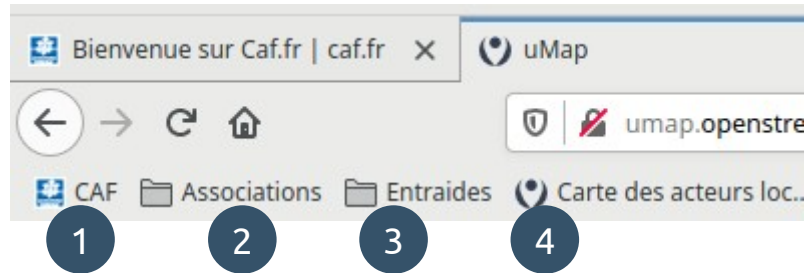 Bienvenue sur Caf.fr | caf.fr uMap
umap.openstre
CAF Associations Entraides Carte des acteurs loc...
1 2 3 4